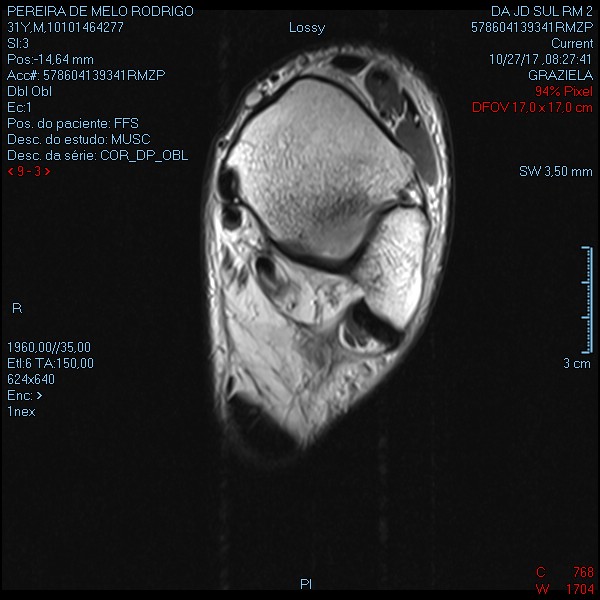 PEREIRA DE MELO RODRIGO
31Y,M,10101464277
Sl:3
Pos:-14,64 mm
Acc#: 578604139341RMZP
Dbl Obl
Ec:1
Pos. do paciente: FFS
Desc. do estudo: MUSC
Desc. da série: COR_DP_OBL
< 9 - 3 >
Lossy
DA JD SUL RM 2
578604139341RMZP
Current
10/27/17 ,08:27:41
GRAZIELA
94% Pixel
DFOV 17,0 x 17,0 cm
SW 3,50 mm
R
1960,00//35,00
Etl:6 TA:150,00
624x640
Enc: >
1nex
3 cm
PI
C 768
W 1704